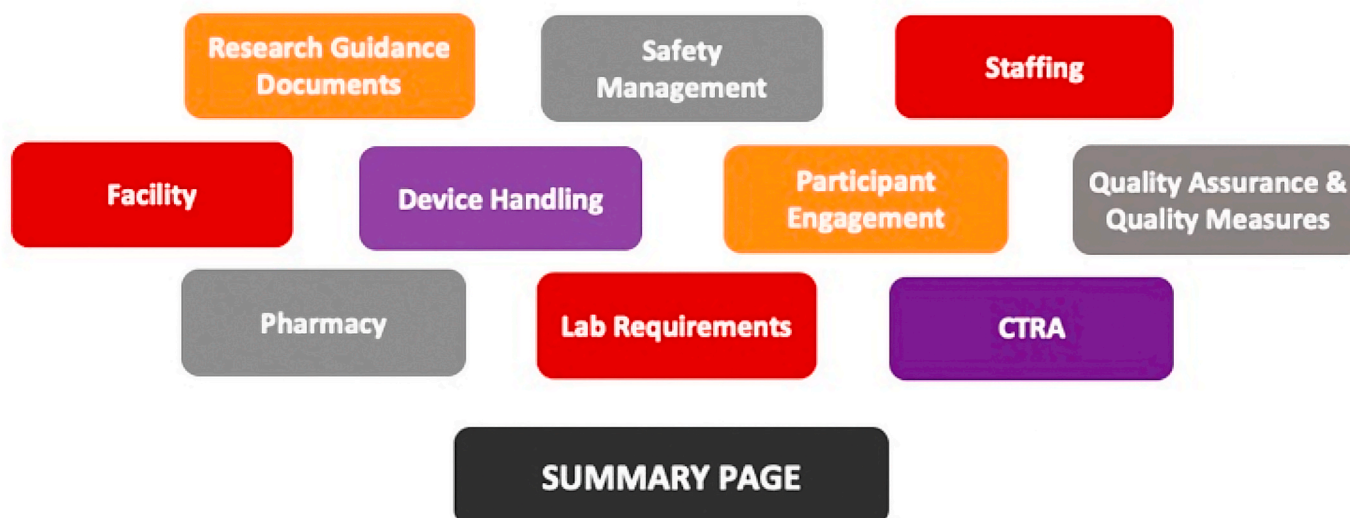 Research Guidance
Documents
Safety
Management
Staffing
Facility
Device Handling
Participant
Engagement
Quality Assurance &
Quality Measures
Pharmacy
Lab Requirements
CTRA
SUMMARY PAGE